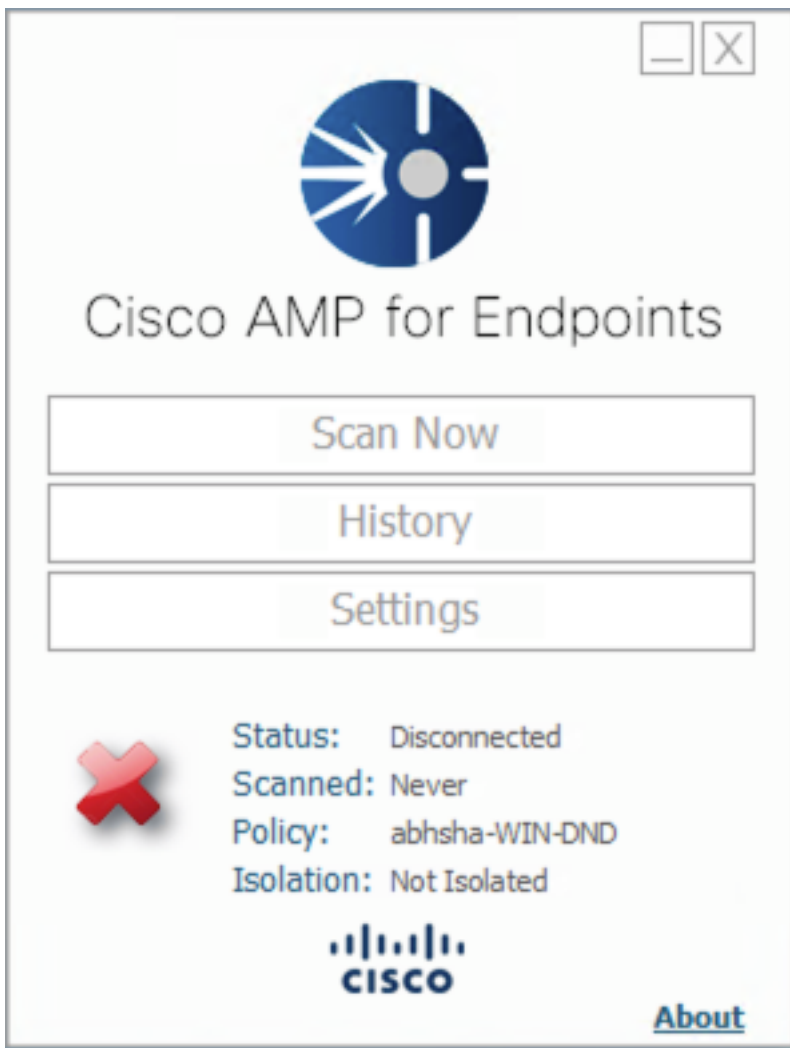 Cisco AMP for Endpoints
Scan Now
History
Settings
Status: Disconnected
Scanned: Never
Policy: abhsha-WIN-DND
Isolation: Not Isolated
CISCO
About